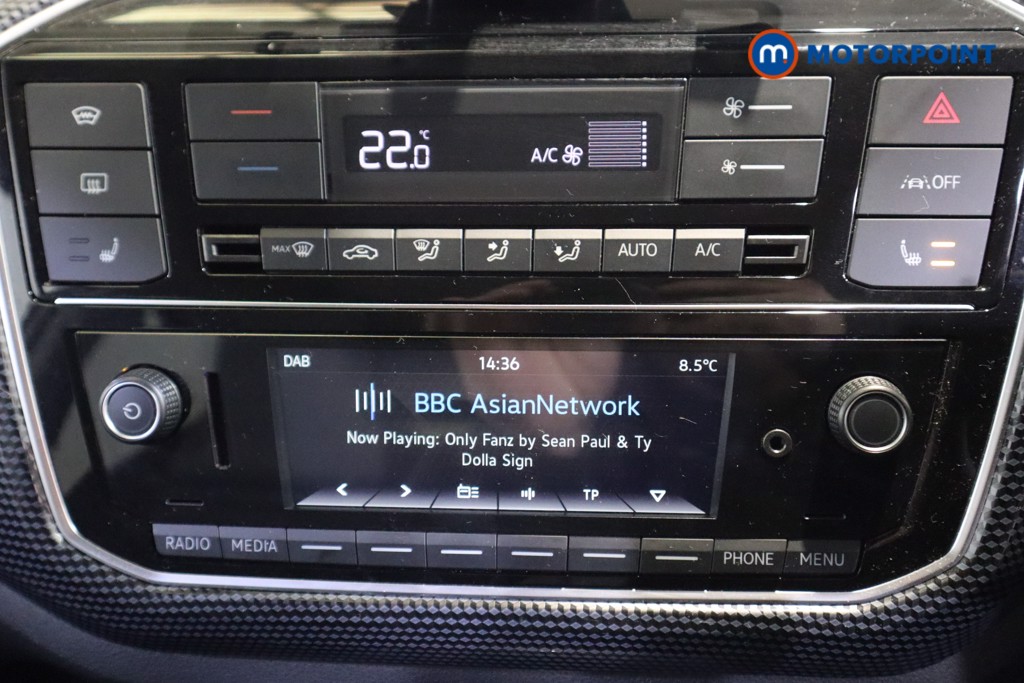 m MOTORPOINT
22.0 °C
A/C
OFF
MAX
AUTO
A/C
DAB
14:36
8.5°C
BBC AsianNetwork
Now Playing: Only Fanz by Sean Paul & Ty
Dolla Sign
TP
RADIO MEDIA PHONE MENU